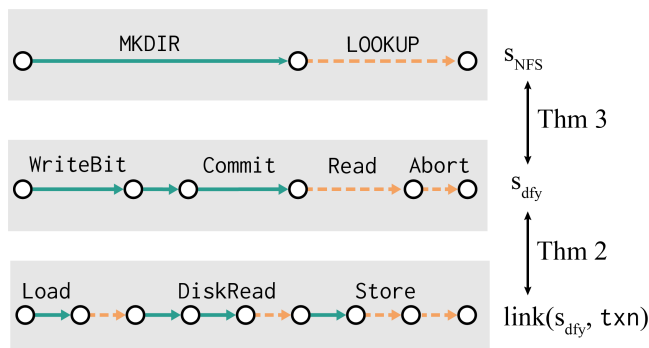 MKDIR LOOKUP s_NFS
Thm 3
WriteBit Commit Read Abort s_dfy
Thm 2
Load DiskRead Store link(s_dfy, txn)